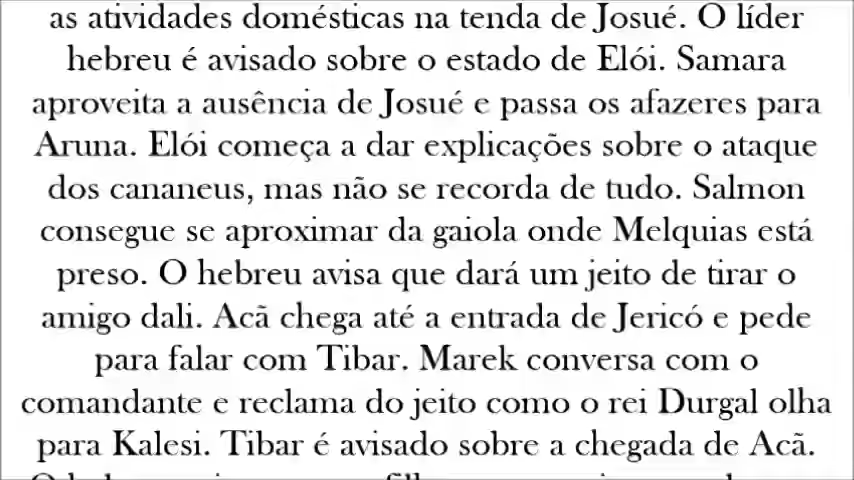 as atividades domésticas na tenda de Josué. O líder
hebreu é avisado sobre o estado de Elói. Samara
aproveita a ausência de Josué e passa os afazeres para
Aruna. Elói começa a dar explicações sobre o ataque
dos cananeus, mas não se recorda de tudo. Salmon
consegue se aproximar da gaiola onde Melquias está
preso. O hebreu avisa que dará um jeito de tirar o
amigo dali. Acã chega até a entrada de Jericó e pede
para falar com Tibar. Marek conversa com o
comandante e reclama do jeito como o rei Durgal olha
para Kalesi. Tibar é avisado sobre a chegada de Acã.